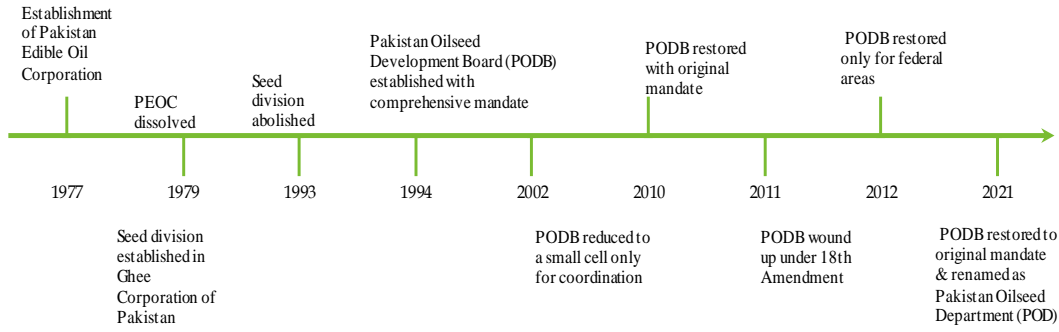 Establishment
of Pakistan
Edible Oil
Corporation
PEOC
dissolved
Seed
division
abolished
Pakistan Oilseed
Development Board (PODB)
established with
comprehensive mandate
PODB restored
with original
mandate
PODB restored
only for federal
areas
1977
1979
1993
1994
2002
2010
2011
2012
2021
Seed division
established in
Ghee
Corporation of
Pakistan
PODB reduced to
a small cell only
for coordination
PODB wound
up under 18th
Amendment
PODB restored to
original mandate
& renamed as
Pakistan Oilseed
Department (POD)